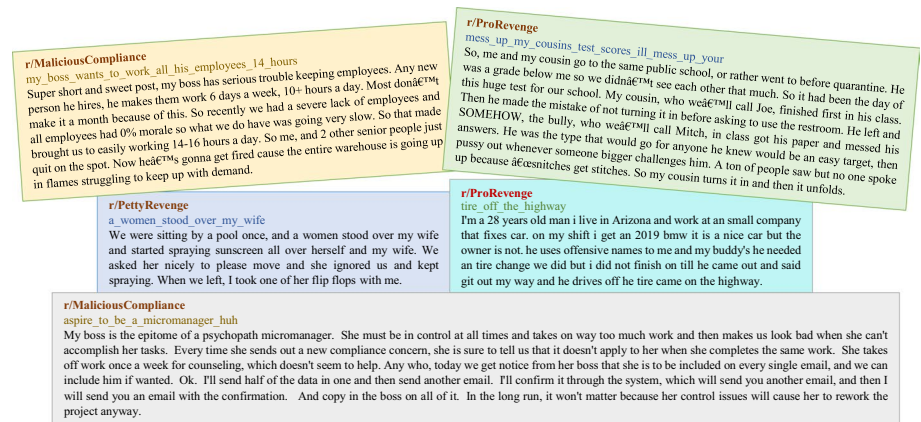 r/MaliciousCompliance
my_boss_wants_to_work_all_his_employees_14_hours
Super short and sweet post, my boss has serious trouble keeping employees. Any new
person he hires, he makes them work 6 days a week, 10+ hours a day. Most donâ€™t
make it a month because of this. So recently we had a severe lack of employees and
all employees had 0% morale so what we do have was going very slow. So that made
brought us to easily working 14-16 hours a day. So me, and 2 other senior people just
quit on the spot. Now heâ€™s gonna get fired cause the entire warehouse is going up
in flames struggling to keep up with demand.
r/ProRevenge
mess_up_my_cousins_test_scores_ill_mess_up_your
So, me and my cousin go to the same public school, or rather went to before quarantine. He
was a grade below me so we didnâ€™t see each other that much. So it had been the day of
this huge test for our school. My cousin, who weâ€™ll call Joe, finished first in his class.
Then he made the mistake of not turning it in before asking to use the restroom. He left and
SOMEHOW, the bully, who weâ€™ll call Mitch, in class got his paper and messed his
answers. He was the type that would go for anyone he knew would be an easy target, then
pussy out whenever someone bigger challenges him. A ton of people saw but no one spoke
up because â€œsnitches get stitches. So my cousin turns it in and then it unfolds.
r/PettyRevenge
a_women_stood_over_my_wife
We were sitting by a pool once, and a women stood over my wife
and started spraying sunscreen all over herself and my wife. We
asked her nicely to please move and she ignored us and kept
spraying. When we left, I took one of her flip flops with me.
r/ProRevenge
tire_off_the_highway
I'm a 28 years old man i live in Arizona and work at an small company
that fixes car. on my shift i get an 2019 bmw it is a nice car but the
owner is not. he uses offensive names to me and my buddy's he needed
an tire change we did but i did not finish on till he came out and said
git out my way and he drives off he tire came on the highway.
r/MaliciousCompliance
aspire_to_be_a_micromanager_huh
My boss is the epitome of a psychopath micromanager. She must be in control at all times and takes on way too much work and then makes us look bad when she can't
accomplish her tasks. Every time she sends out a new compliance concern, she is sure to tell us that it doesn't apply to her when she completes the same work. She takes
off work once a week for counseling, which doesn't seem to help. Any who, today we get notice from her boss that she is to be included on every single email, and we can
include him if wanted. Ok. I'll send half of the data in one and then send another email. I'll confirm it through the system, which will send you another email, and then I
will send you an email with the confirmation. And copy in the boss on all of it. In the long run, it won't matter because her control issues will cause her to rework the
project anyway.